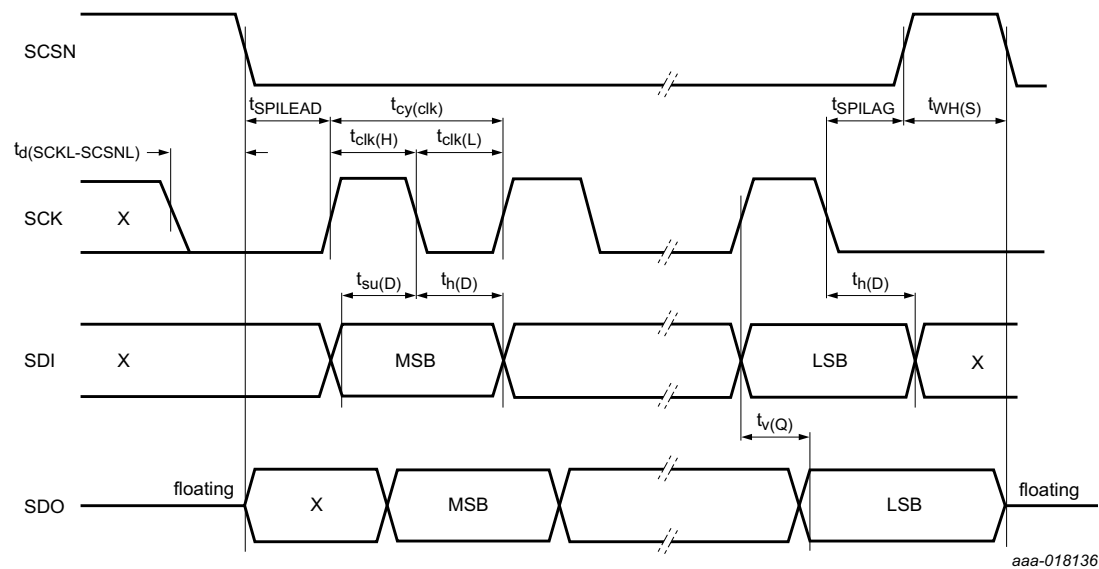 SCSN
tSPILEAD
tcy(clk)
tSPILAG
tWH(S)
td(SCKL-SCSNL)
tclk(H)
tclk(L)
SCK
X
tsu(D)
th(D)
th(D)
SDI
X
MSB
LSB
X
tv(Q)
SDO
floating
X
MSB
LSB
floating
aaa-018136